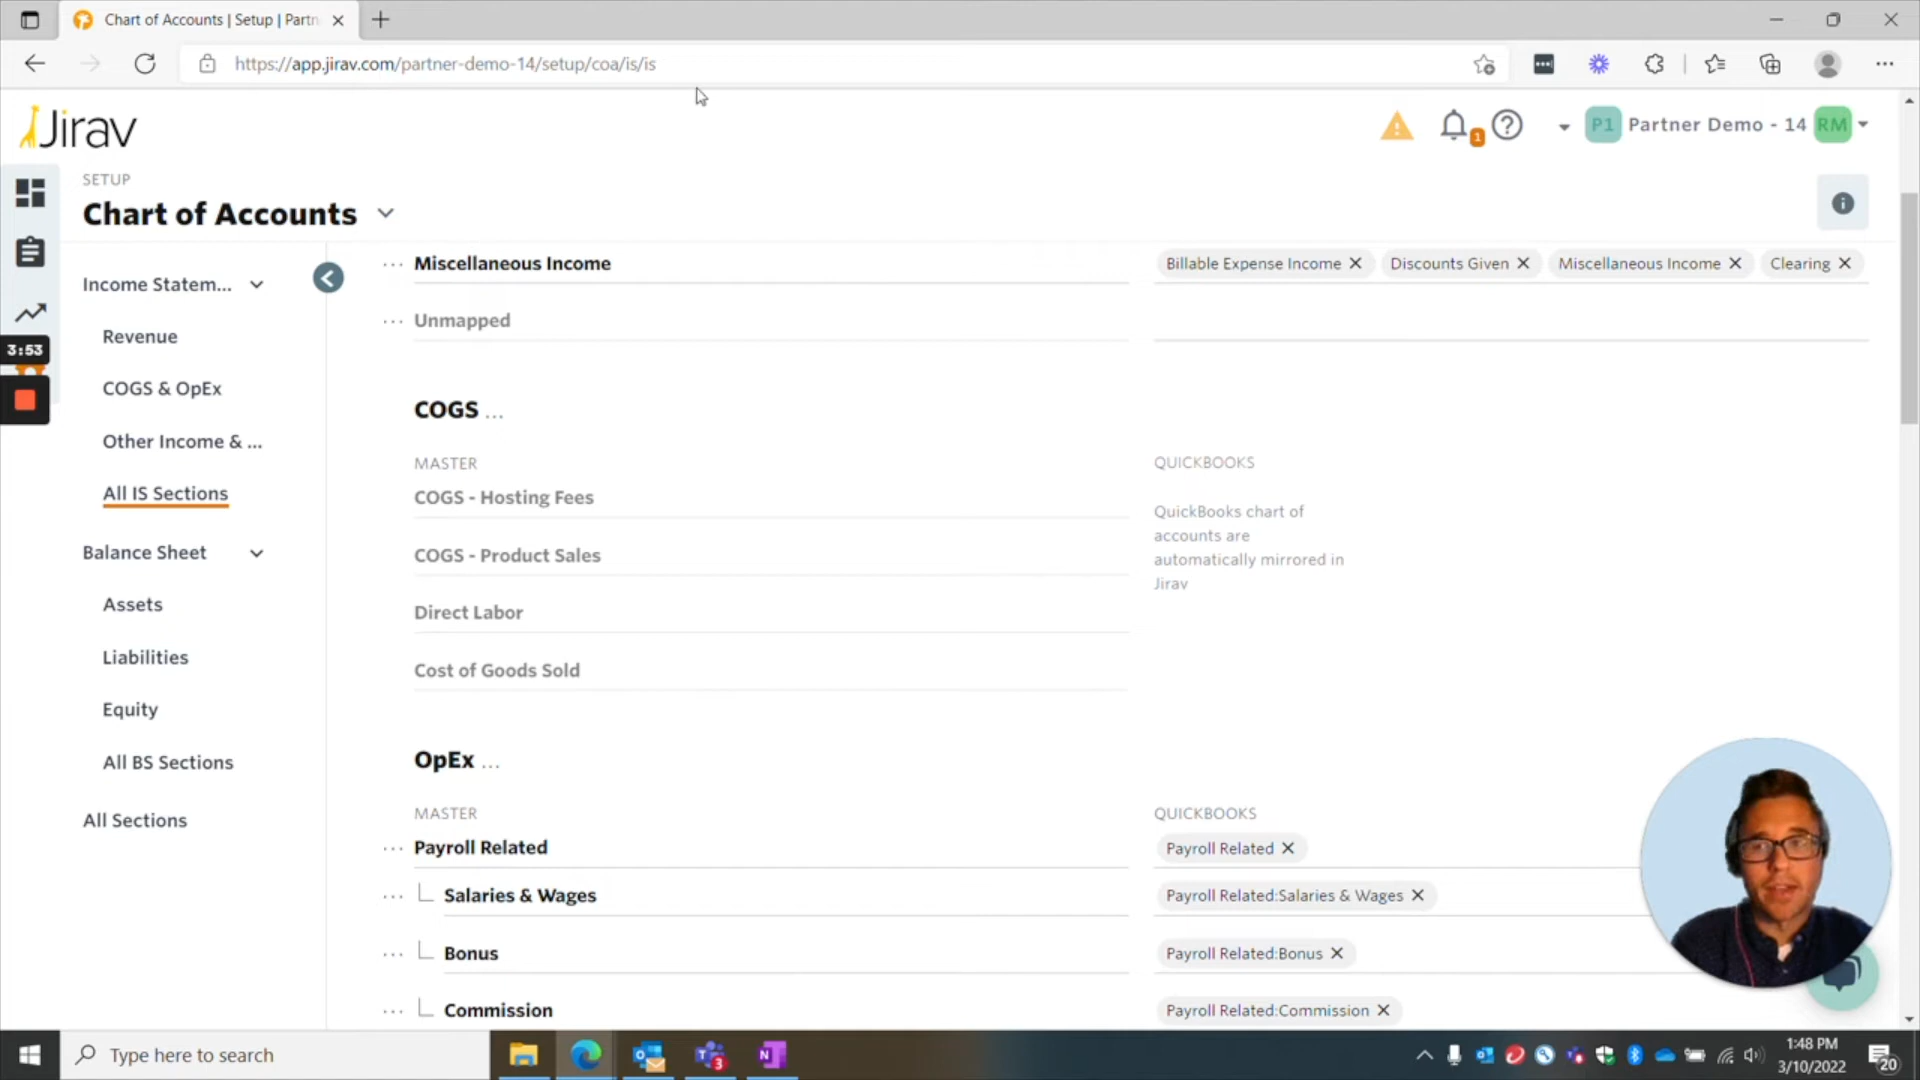 Chart of Accounts | Setup | Partn
https://app.jirav.com/partner-demo-14/setup/coa/is/is
Jirav
1
P1 Partner Demo - 14 RM
SETUP
Chart of Accounts
Income Statem...
Revenue
COGS & OpEx
Other Income & ...
All IS Sections
Balance Sheet
Assets
Liabilities
Equity
All BS Sections
All Sections
3:53
Miscellaneous Income
Billable Expense Income Discounts Given Miscellaneous Income Clearing
Unmapped
COGS ...
MASTER
QUICKBOOKS
COGS - Hosting Fees
QuickBooks chart of
accounts are
automatically mirrored in
Jirav
COGS - Product Sales
Direct Labor
Cost of Goods Sold
OpEx ...
MASTER
QUICKBOOKS
Payroll Related
Payroll Related
Salaries & Wages
Payroll Related:Salaries & Wages
Bonus
Payroll Related:Bonus
Commission
Payroll Related:Commission
Type here to search
3
N
1:48 PM
3/10/2022
20